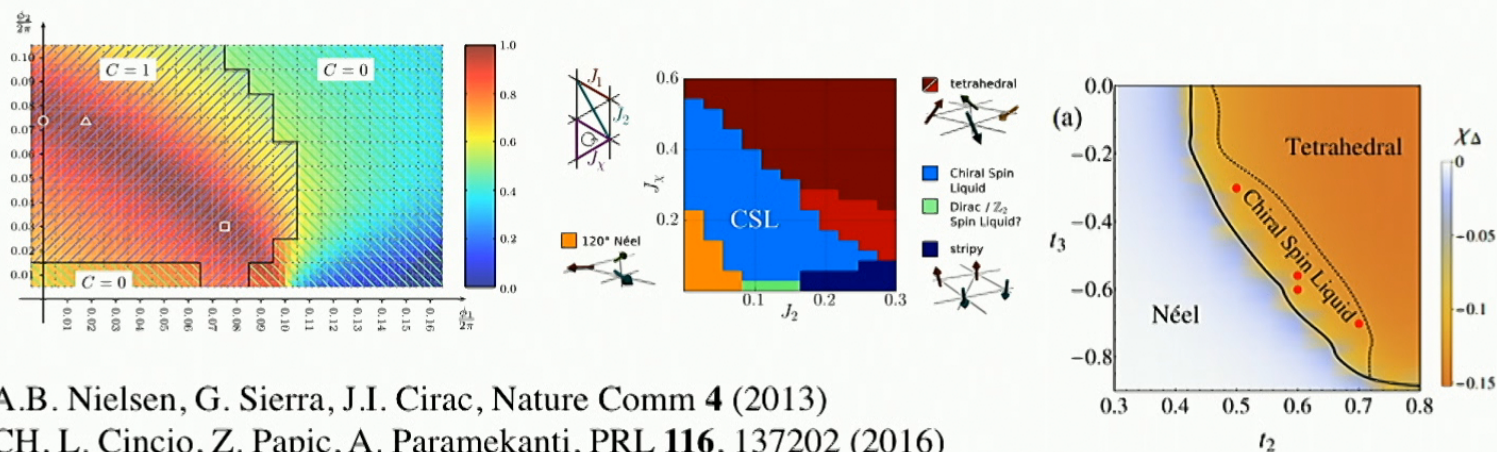 ϕ₂
2π
0.10
0.09
0.08
0.07
0.06
0.05
0.04
0.03
0.02
0.01
C = 1
C = 0
C = 0
0.01
0.02
0.03
0.04
0.05
0.06
0.07
0.08
0.09
0.10
0.11
0.12
0.13
0.14
0.15
0.16
1.0
0.8
0.6
0.4
0.2
0.0
J₁
J₂
Jχ
120° Néel
0.6
0.4
0.2
Jχ
CSL
0.1
0.2
0.3
J₂
tetrahedral
Chiral Spin
Liquid
Dirac / ℤ₂
Spin Liquid?
stripy
(a)
0.0
−0.2
−0.4
−0.6
−0.8
t₃
Tetrahedral
Chiral Spin Liquid
Néel
0.3
0.4
0.5
0.6
0.7
0.8
t₂
χΔ
0
−0.05
−0.1
−0.15
A.B. Nielsen, G. Sierra, J.I. Cirac, Nature Comm 4 (2013)
CH, L. Cincio, Z. Papic, A. Paramekanti, PRL 116, 137202 (2016)